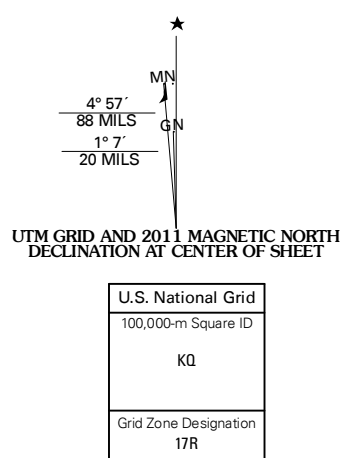 MN
4° 57´
88 MILS
GN
1° 7´
20 MILS
UTM GRID AND 2011 MAGNETIC NORTH
DECLINATION AT CENTER OF SHEET
U.S. National Grid
100,000-m Square ID
KQ
Grid Zone Designation
17R